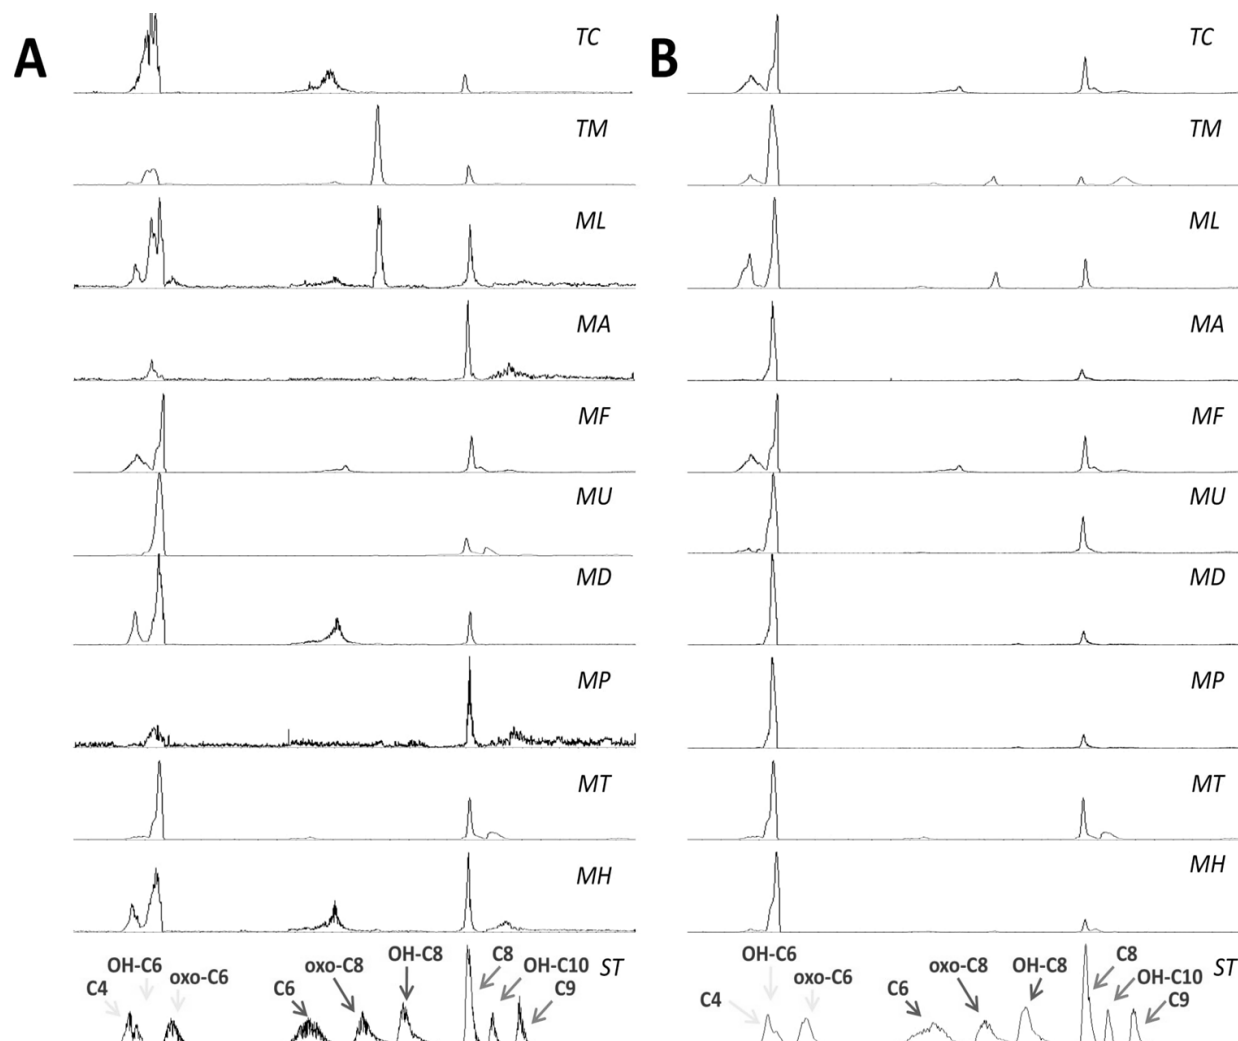 A
B
TC
TC
TM
TM
ML
ML
MA
MA
MF
MF
MU
MU
MD
MD
MP
MP
MT
MT
MH
MH
C4
OH-C6
oxo-C6
C6
oxo-C8
OH-C8
C8
OH-C10
C9
ST
C4
OH-C6
oxo-C6
C6
oxo-C8
OH-C8
C8
OH-C10
C9
ST